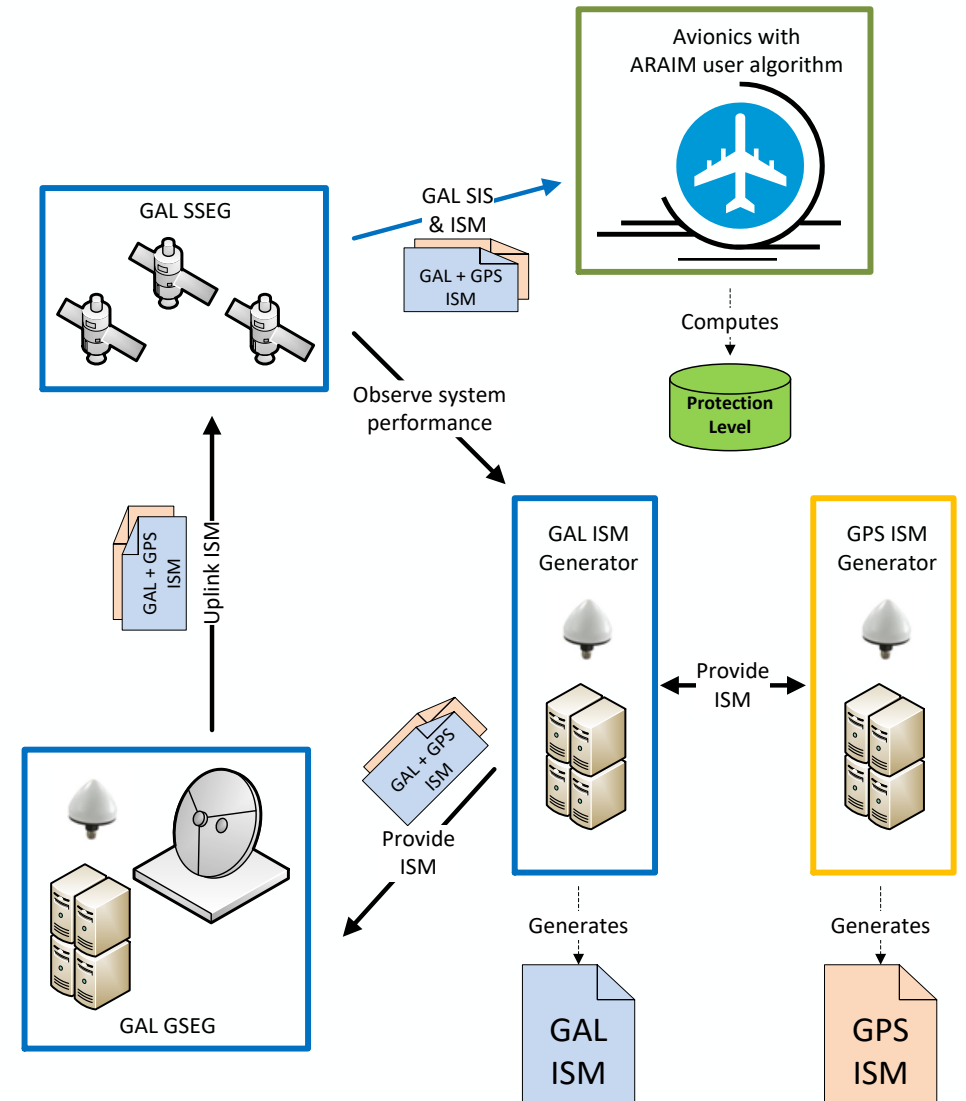 Avionics with
ARAIM user algorithm
GAL SSEG
GAL SIS
& ISM
GAL + GPS
ISM
Computes
Protection
Level
Observe system
performance
GAL + GPS
ISM
Uplink ISM
GAL ISM
Generator
GPS ISM
Generator
Provide
ISM
GAL + GPS
ISM
Provide
ISM
GAL GSEG
Generates
Generates
GAL
ISM
GPS
ISM